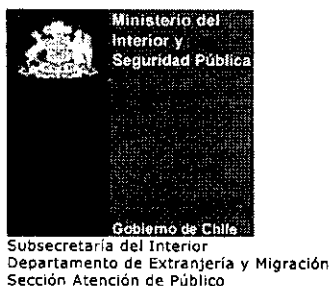 Ministerio del
Interior y
Seguridad Pública
Gobierno de Chile
Subsecretaría del Interior
Departamento de Extranjería y Migración
Sección Atención de Público